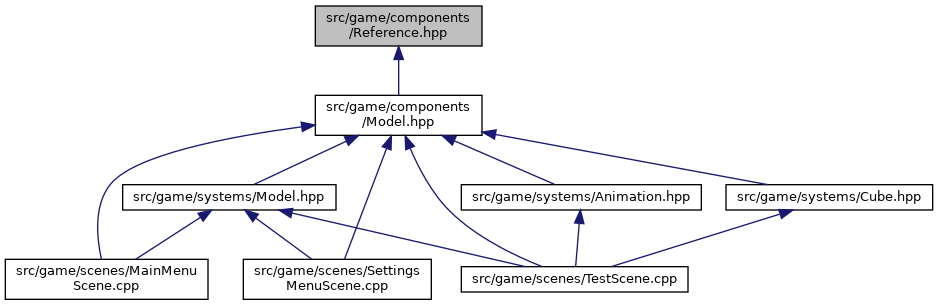 src/game/components
/Reference.hpp
src/game/components
/Model.hpp
src/game/systems/Model.hpp
src/game/systems/Animation.hpp
src/game/systems/Cube.hpp
src/game/scenes/MainMenu
Scene.cpp
src/game/scenes/Settings
MenuScene.cpp
src/game/scenes/TestScene.cpp